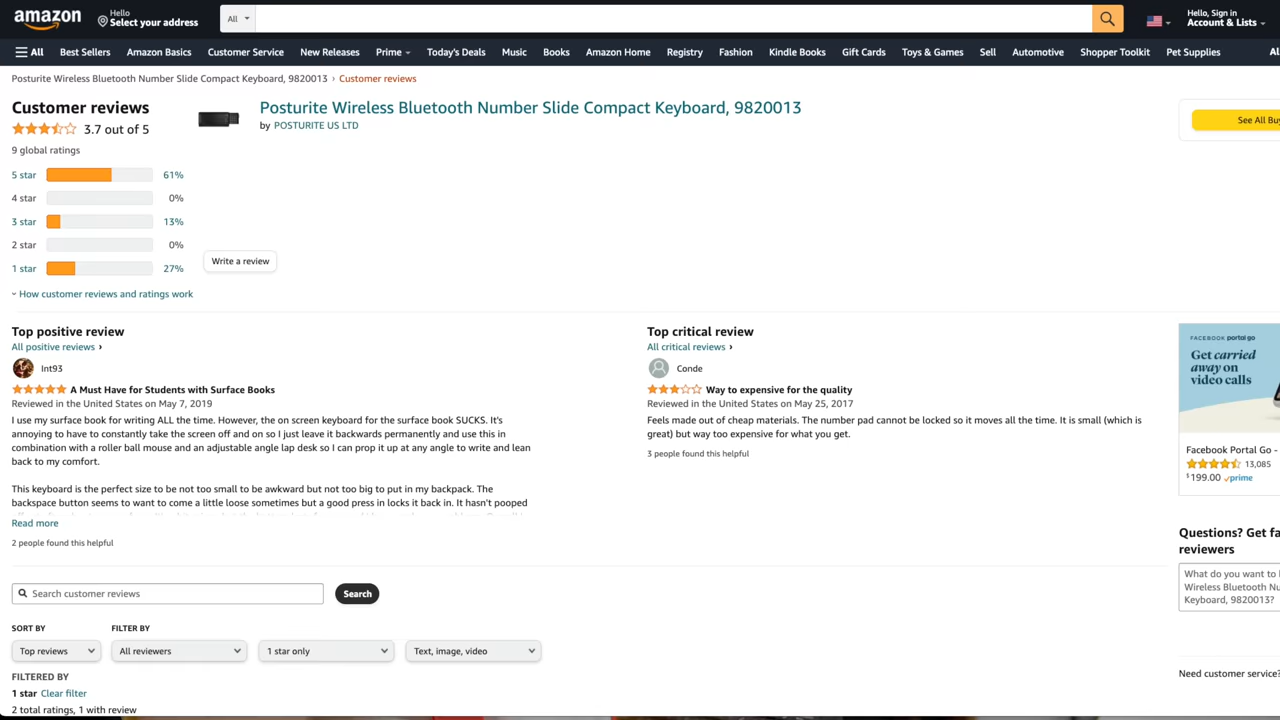 amazon
Hello
Select your address
All
Hello, Sign in
Account & Lists
All Best Sellers Amazon Basics Customer Service New Releases Prime Today's Deals Music Books Amazon Home Registry Fashion Kindle Books Gift Cards Toys & Games Sell Automotive Shopper Toolkit Pet Supplies Al
Posturite Wireless Bluetooth Number Slide Compact Keyboard, 9820013 › Customer reviews
Customer reviews
3.7 out of 5
9 global ratings
5 star 61%
4 star 0%
3 star 13%
2 star 0%
1 star 27%
How customer reviews and ratings work
Posturite Wireless Bluetooth Number Slide Compact Keyboard, 9820013
by POSTURITE US LTD
Write a review
See All Buy
Top positive review
All positive reviews ›
Int93
A Must Have for Students with Surface Books
Reviewed in the United States on May 7, 2019
I use my surface book for writing ALL the time. However, the on screen keyboard for the surface book SUCKS. It's
annoying to have to constantly take the screen off and on so I just leave it backwards permanently and use this in
combination with a roller ball mouse and an adjustable angle lap desk so I can prop it up at any angle to write and lean
back to my comfort.
This keyboard is the perfect size to be not too small to be awkward but not too big to put in my backpack. The
backspace button seems to want to come a little loose sometimes but a good press in locks it back in. It hasn't pooped
Read more
2 people found this helpful
Top critical review
All critical reviews ›
Conde
Way to expensive for the quality
Reviewed in the United States on May 25, 2017
Feels made out of cheap materials. The number pad cannot be locked so it moves all the time. It is small (which is
great) but way too expensive for what you get.
3 people found this helpful
FACEBOOK portal go
Get carried
away on
video calls
Facebook Portal Go -
13,085
$199.00 prime
Questions? Get fa
reviewers
What do you want to
Wireless Bluetooth Nu
Keyboard, 9820013?
Need customer service?
Search customer reviews
Search
SORT BY FILTER BY
Top reviews All reviewers 1 star only Text, image, video
FILTERED BY
1 star Clear filter
2 total ratings, 1 with review